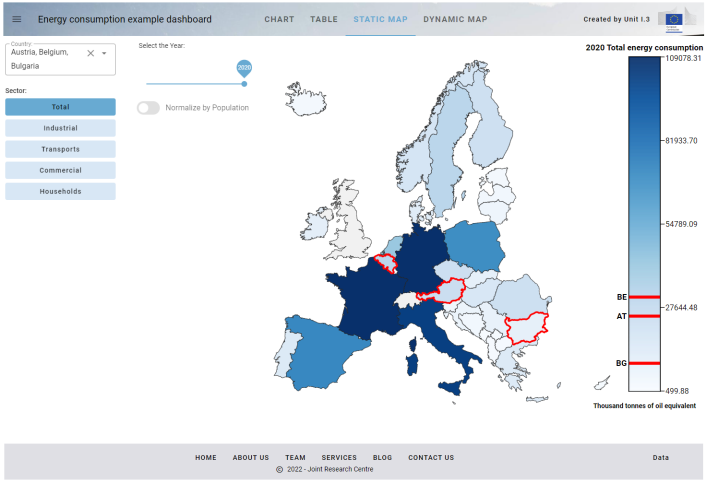 Energy consumption example dashboard
CHART TABLE STATIC MAP DYNAMIC MAP
Created by Unit I.3
Country
Austria, Belgium,
Bulgaria
Sector:
Total
Industrial
Transports
Commercial
Households
Select the Year:
2020
Normalize by Population
2020 Total energy consumption
109078.31
81933.70
54789.09
BE
27644.48
AT
BG
499.88
Thousand tonnes of oil equivalent
HOME ABOUT US TEAM SERVICES BLOG CONTACT US Data
© 2022 - Joint Research Centre